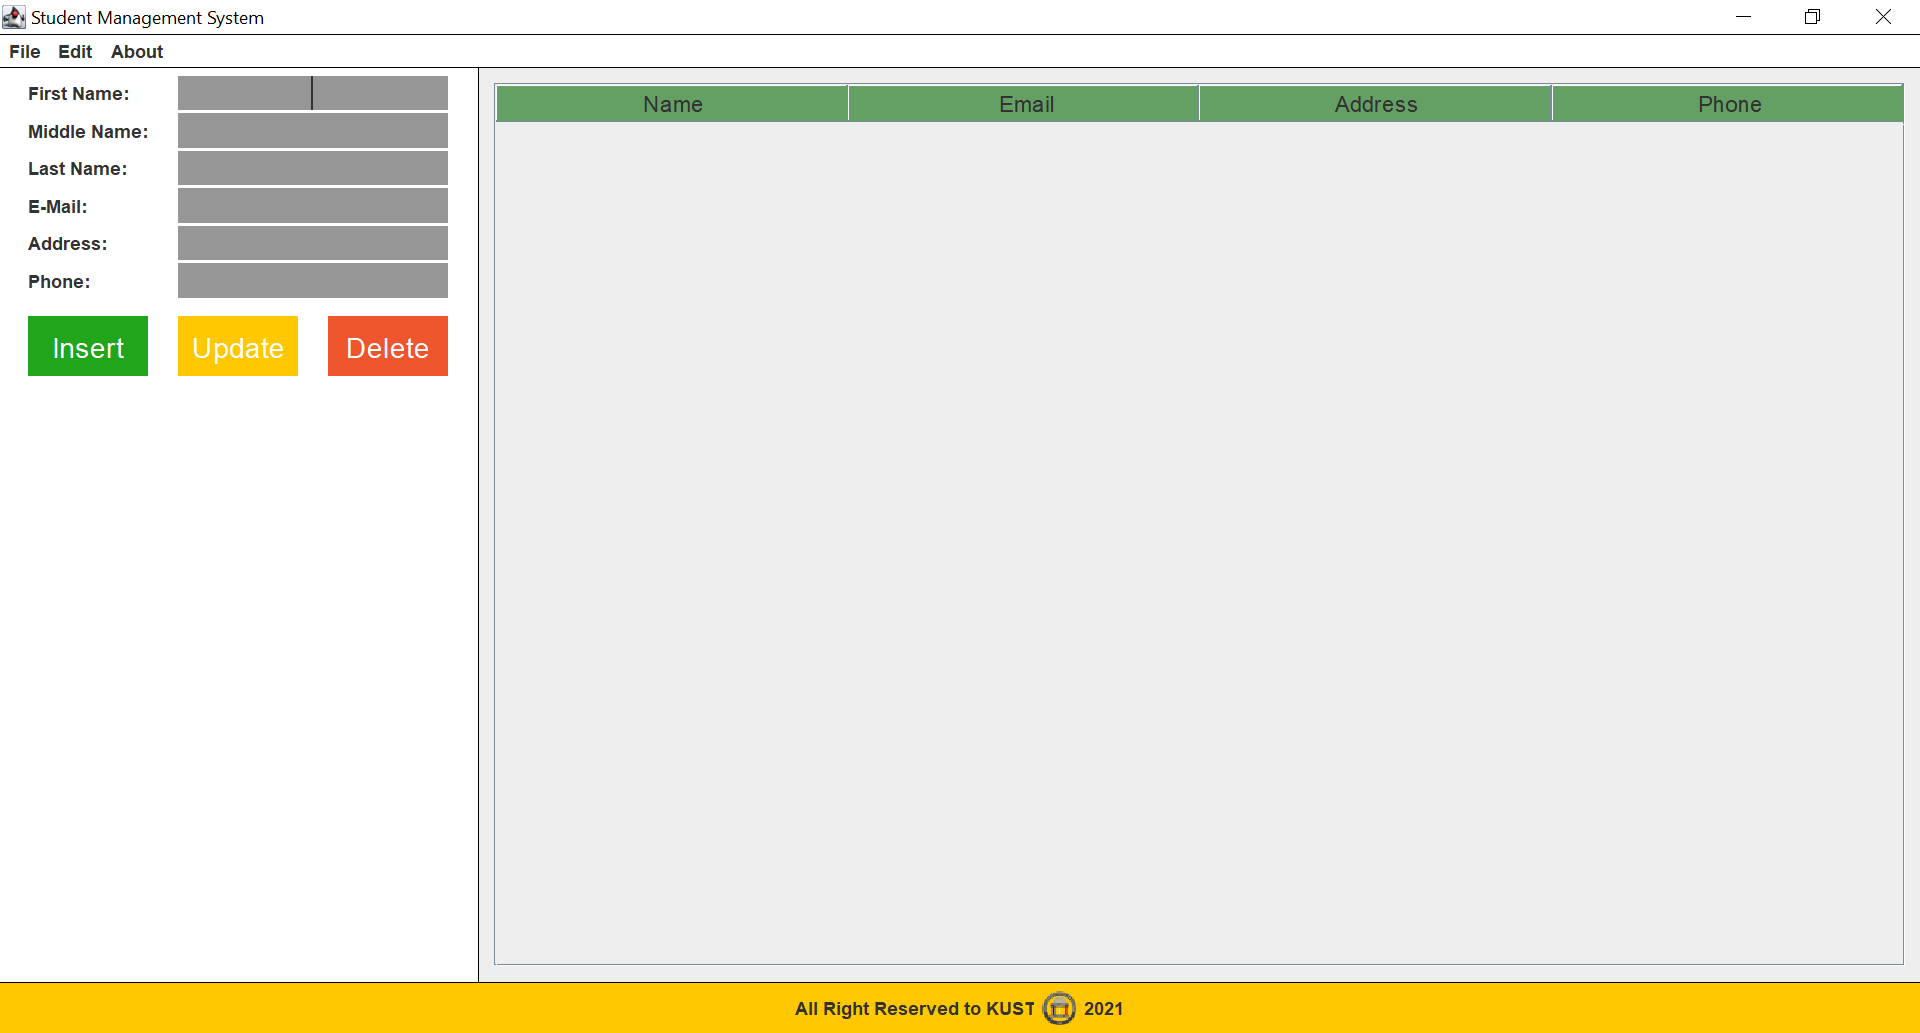 Student Management System
File Edit About
First Name:
Middle Name:
Last Name:
E-Mail:
Address:
Phone:
Insert Update Delete
Name Email Address Phone
All Right Reserved to KUST 2021